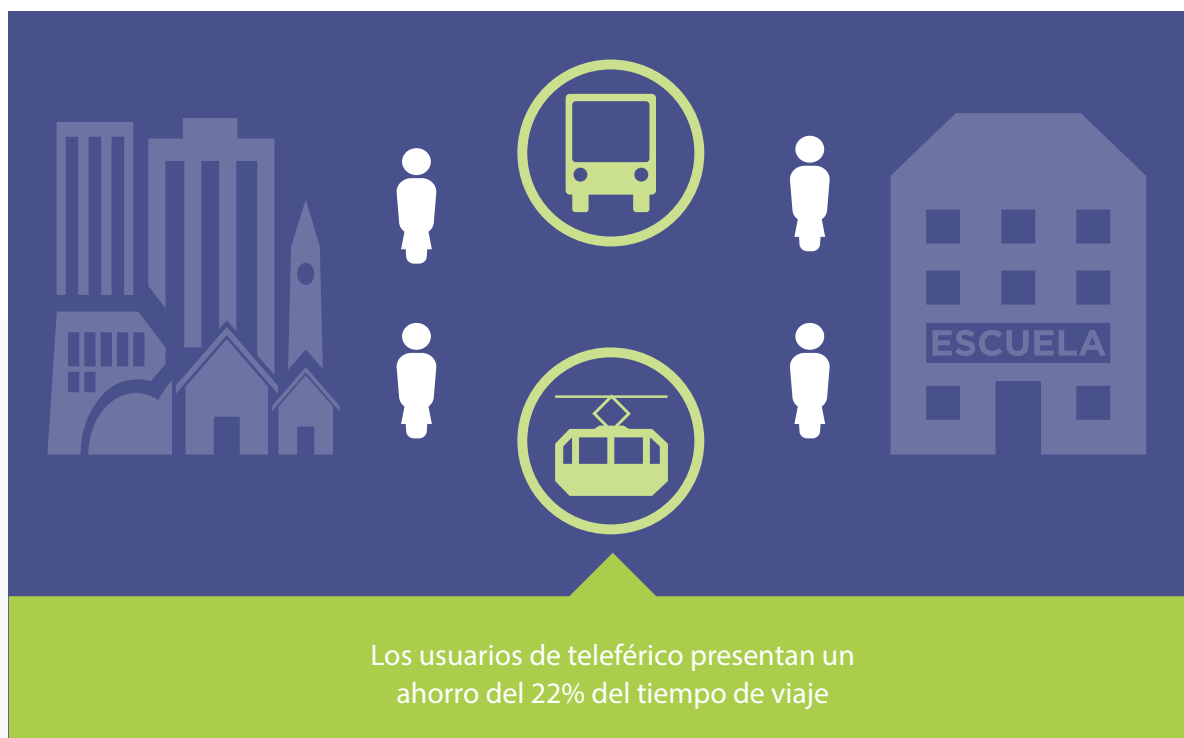 ESCUELA
Los usuarios de teleférico presentan un
ahorro del 22% del tiempo de viaje